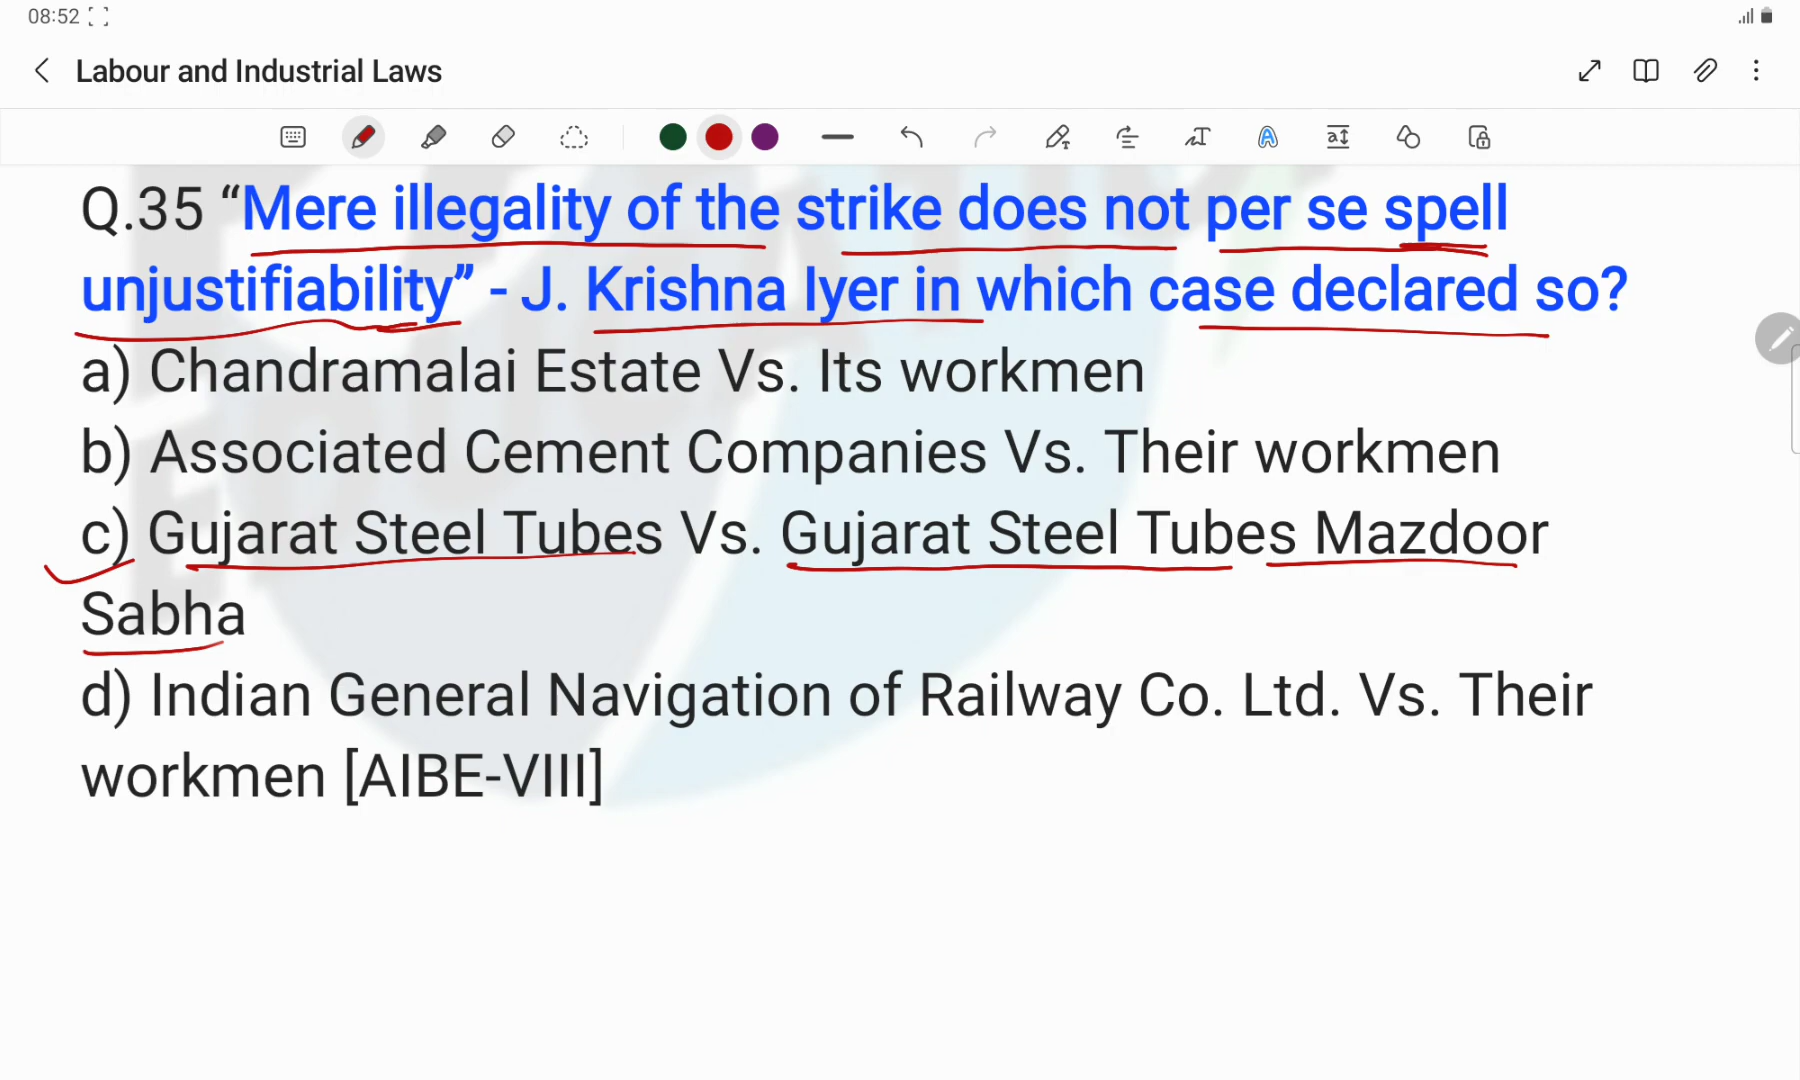 08:52
Labour and Industrial Laws
Q.35 “Mere illegality of the strike does not per se spell
unjustifiability” - J. Krishna Iyer in which case declared so?
a) Chandramalai Estate Vs. Its workmen
b) Associated Cement Companies Vs. Their workmen
c) Gujarat Steel Tubes Vs. Gujarat Steel Tubes Mazdoor
Sabha
d) Indian General Navigation of Railway Co. Ltd. Vs. Their
workmen [AIBE-VIII]